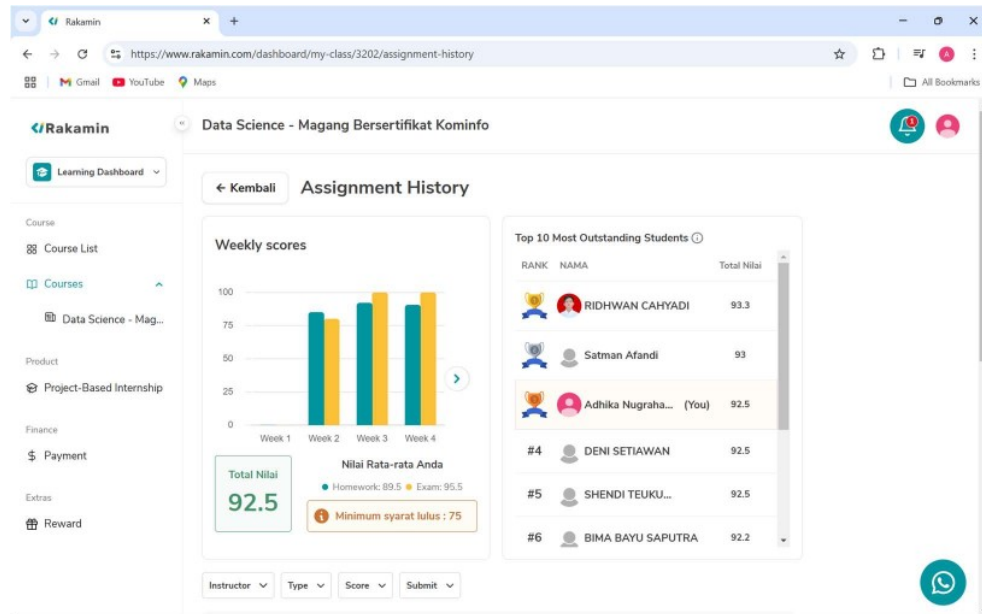 Rakamin
https://www.rakamin.com/dashboard/my-class/3202/assignment-history
Gmail YouTube Maps All Bookmarks
Rakamin
Data Science - Magang Bersertifikat Kominfo
Learning Dashboard
Course
Course List
Courses
Data Science - Mag...
Product
Project-Based Internship
Finance
Payment
Extras
Reward
← Kembali Assignment History
Weekly scores
100
75
50
25
0
Week 1 Week 2 Week 3 Week 4
Total Nilai
92.5
Nilai Rata-rata Anda
Homework: 89.5 Exam: 95.5
Minimum syarat lulus : 75
Top 10 Most Outstanding Students
RANK NAMA Total Nilai
RIDHWAN CAHYADI 93.3
Satman Afandi 93
Adhika Nugraha... (You) 92.5
#4 DENI SETIAWAN 92.5
#5 SHENDI TEUKU... 92.5
#6 BIMA BAYU SAPUTRA 92.2
Instructor Type Score Submit